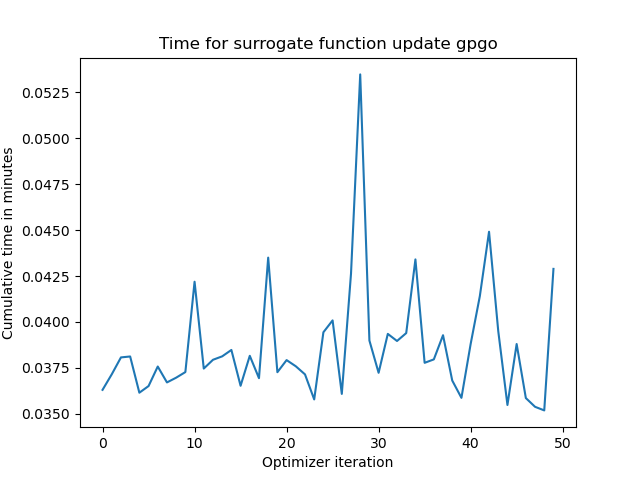 Time for surrogate function update gpgo
Cumulative time in minutes
0.0525
0.0500
0.0475
0.0450
0.0425
0.0400
0.0375
0.0350
0 10 20 30 40 50
Optimizer iteration